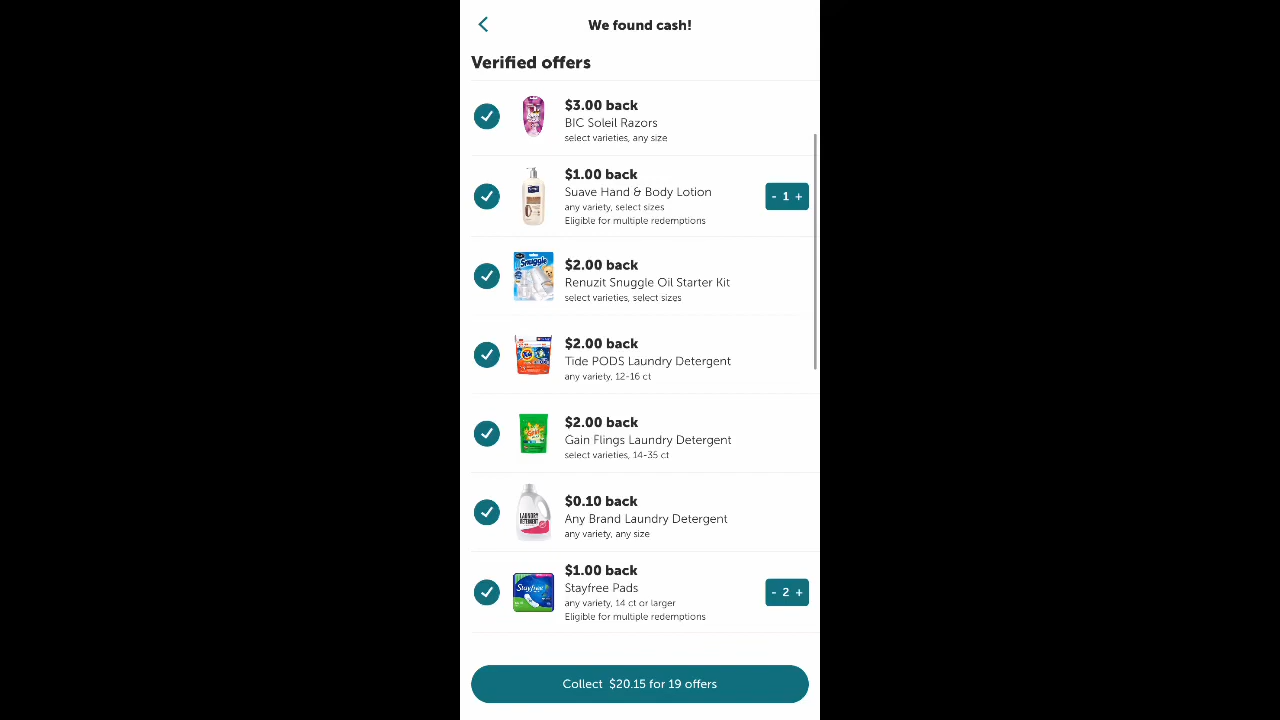 We found cash!
Verified offers
$3.00 back
BIC Soleil Razors
select varieties, any size
$1.00 back
Suave Hand & Body Lotion
any variety, select sizes
Eligible for multiple redemptions
- 1 +
Snuggle
$2.00 back
Renuzit Snuggle Oil Starter Kit
select varieties, select sizes
Tide
$2.00 back
Tide PODS Laundry Detergent
any variety, 12-16 ct
$2.00 back
Gain Flings Laundry Detergent
select varieties, 14-35 ct
LAUNDRY
DETERGENT
$0.10 back
Any Brand Laundry Detergent
any variety, any size
Stayfree
$1.00 back
Stayfree Pads
any variety, 14 ct or larger
Eligible for multiple redemptions
- 2 +
Collect $20.15 for 19 offers